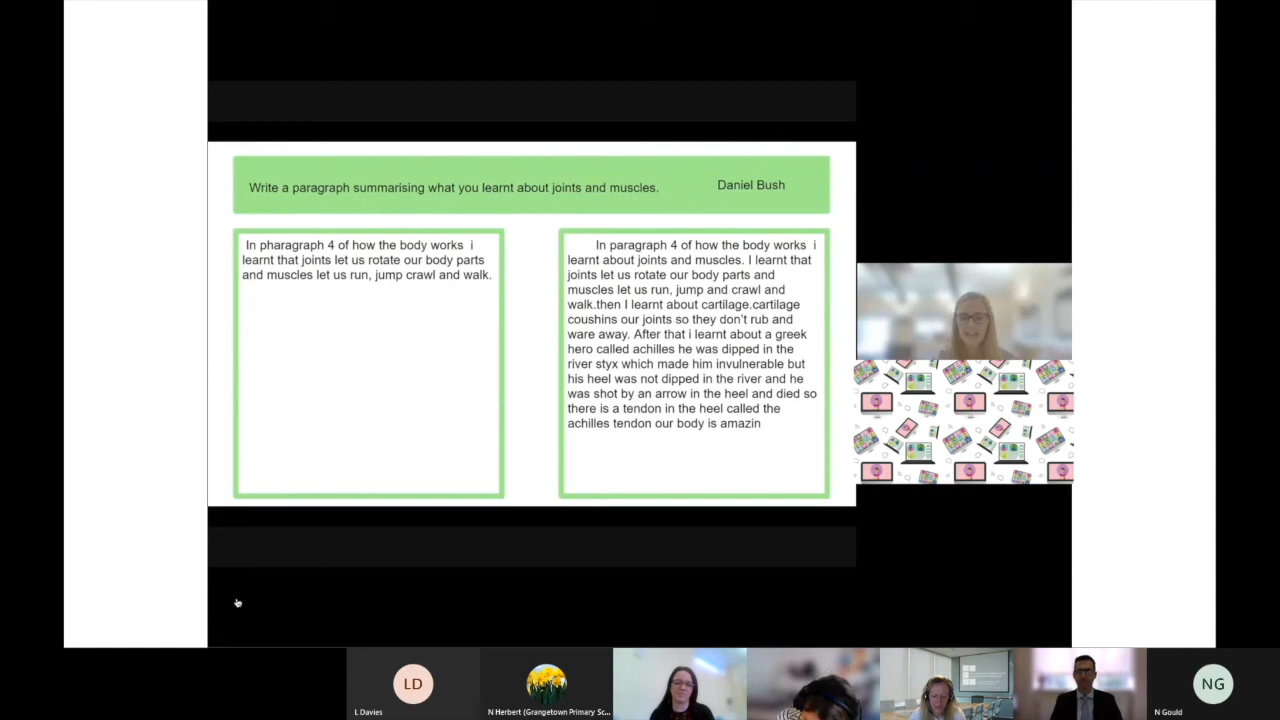 Write a paragraph summarising what you learnt about joints and muscles.
Daniel Bush
In pharagraph 4 of how the body works i
learnt that joints let us rotate our body parts
and muscles let us run, jump crawl and walk.
In paragraph 4 of how the body works i
learnt about joints and muscles. I learnt that
joints let us rotate our body parts and
muscles let us run, jump and crawl and
walk.then I learnt about cartilage.cartilage
coushins our joints so they don't rub and
ware away. After that i learnt about a greek
hero called achilles he was dipped in the
river styx which made him invulnerable but
his heel was not dipped in the river and he
was shot by an arrow in the heel and died so
there is a tendon in the heel called the
achilles tendon our body is amazin
LD
L Davies
N Herbert (Grangetown Primary Sc...
NG
N Gould